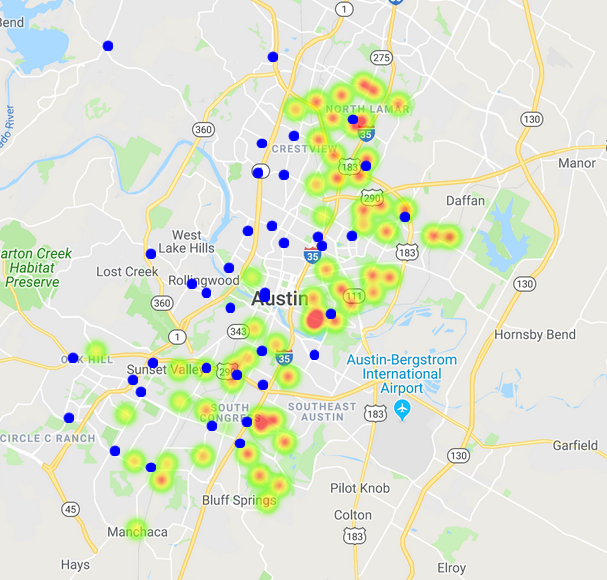 Bend
1
275
NORTH LAMAR
360
35
130
CRESTVIEW
183
Manor
290
Daffan
West
Lake Hills
183
arton Creek
Habitat
Preserve
Lost Creek
35
Rollingwood
130
360
Austin
111
343
1
Hornsby Bend
OAK HILL
35
Austin-Bergstrom
International
Airport
Sunset Valley
290
SOUTH
CONGRESS
SOUTHEAST
AUSTIN
183
CIRCLE C RANCH
Garfield
130
Pilot Knob
Bluff Springs
45
Colton
Manchaca
183
Hays
Elroy